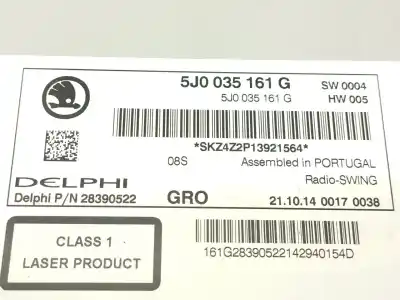 5J0 035 161 G SW 0004
5J0 035 161 G HW 005
*SKZ4Z2P13921564*
08S Assembled in PORTUGAL
Radio-SWING
DELPHI
Delphi P/N 28390522 GRO 21.10.14 0017 0038
CLASS 1
LASER PRODUCT
161G28390522142940154D